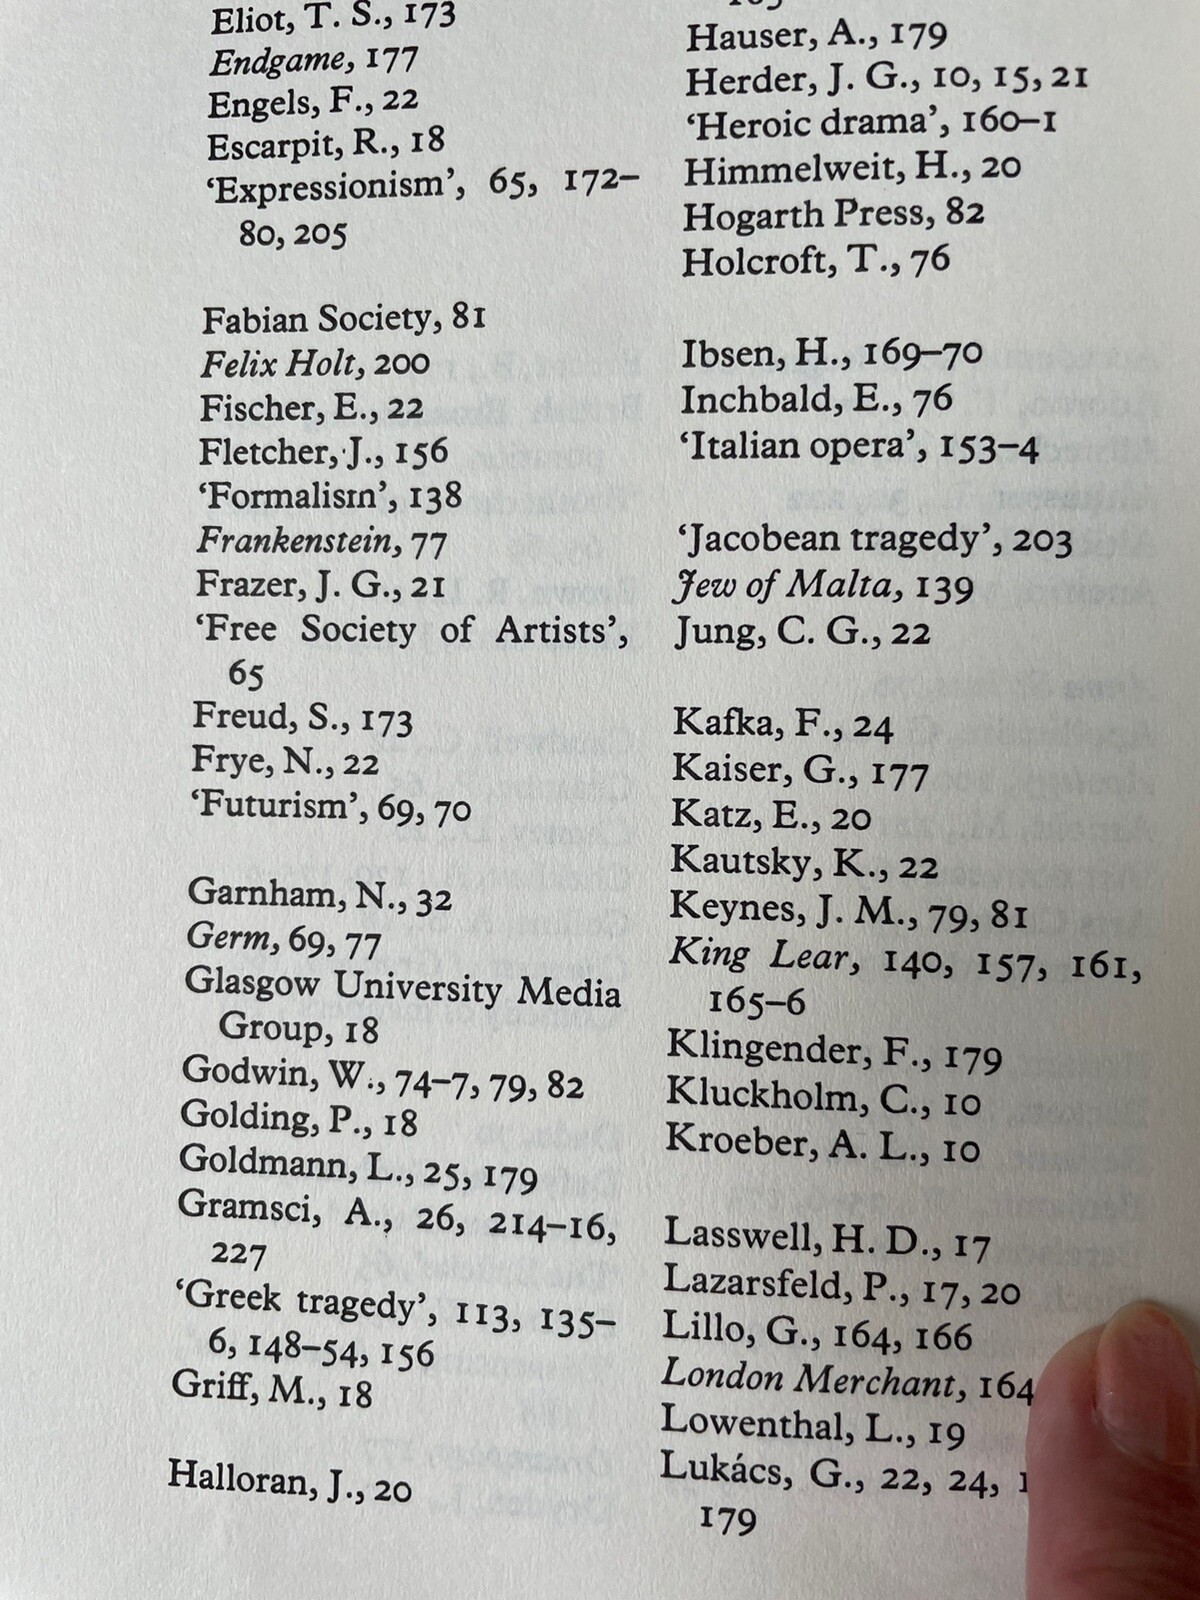 Eliot, T. S., 173
Endgame, 177
Engels, F., 22
Escarpit, R., 18
‘Expressionism’, 65, 172–
80, 205
Fabian Society, 81
Felix Holt, 200
Fischer, E., 22
Fletcher, J., 156
‘Formalism’, 138
Frankenstein, 77
Frazer, J. G., 21
‘Free Society of Artists’,
65
Freud, S., 173
Frye, N., 22
‘Futurism’, 69, 70
Garnham, N., 32
Germ, 69, 77
Glasgow University Media
Group, 18
Godwin, W., 74–7, 79, 82
Golding, P., 18
Goldmann, L., 25, 179
Gramsci, A., 26, 214–16,
227
‘Greek tragedy’, 113, 135–
6, 148–54, 156
Griff, M., 18
Halloran, J., 20
Hauser, A., 179
Herder, J. G., 10, 15, 21
‘Heroic drama’, 160–1
Himmelweit, H., 20
Hogarth Press, 82
Holcroft, T., 76
Ibsen, H., 169–70
Inchbald, E., 76
‘Italian opera’, 153–4
‘Jacobean tragedy’, 203
Jew of Malta, 139
Jung, C. G., 22
Kafka, F., 24
Kaiser, G., 177
Katz, E., 20
Kautsky, K., 22
Keynes, J. M., 79, 81
King Lear, 140, 157, 161,
165–6
Klingender, F., 179
Kluckholm, C., 10
Kroeber, A. L., 10
Lasswell, H. D., 17
Lazarsfeld, P., 17, 20
Lillo, G., 164, 166
London Merchant, 164
Lowenthal, L., 19
Lukács, G., 22, 24,
179